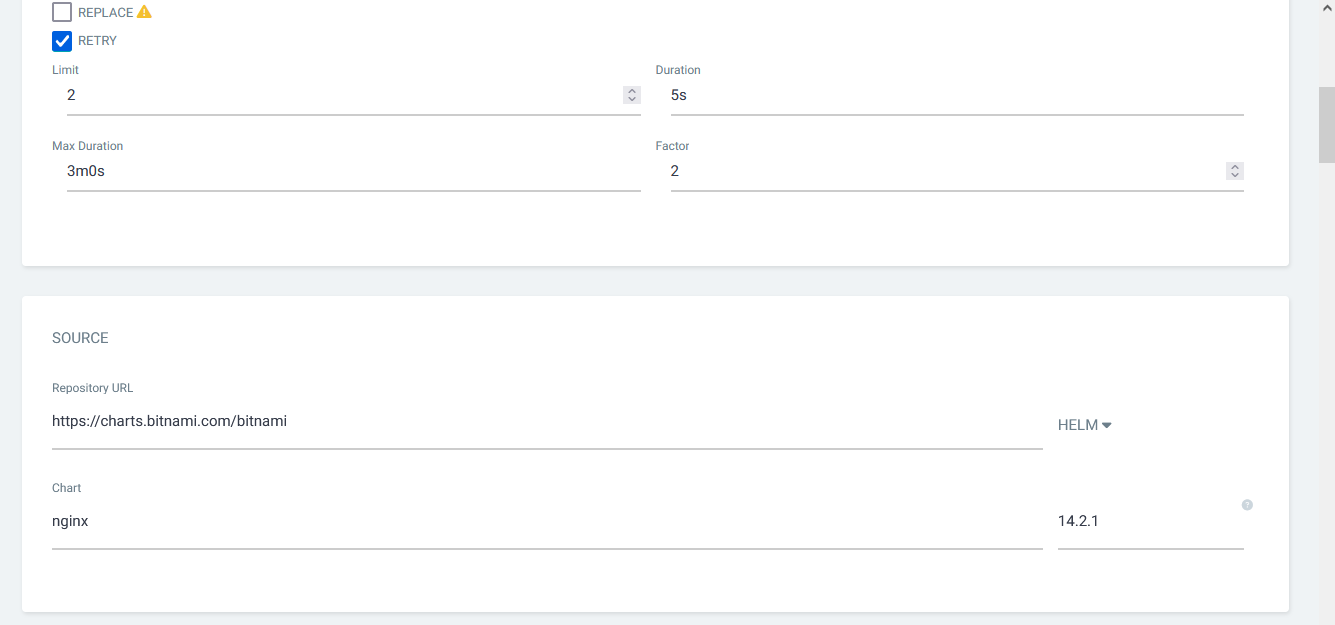 REPLACE
RETRY
Limit
Duration
2
5s
Max Duration
Factor
3m0s
2
SOURCE
Repository URL
https://charts.bitnami.com/bitnami
HELM
Chart
nginx
14.2.1
?